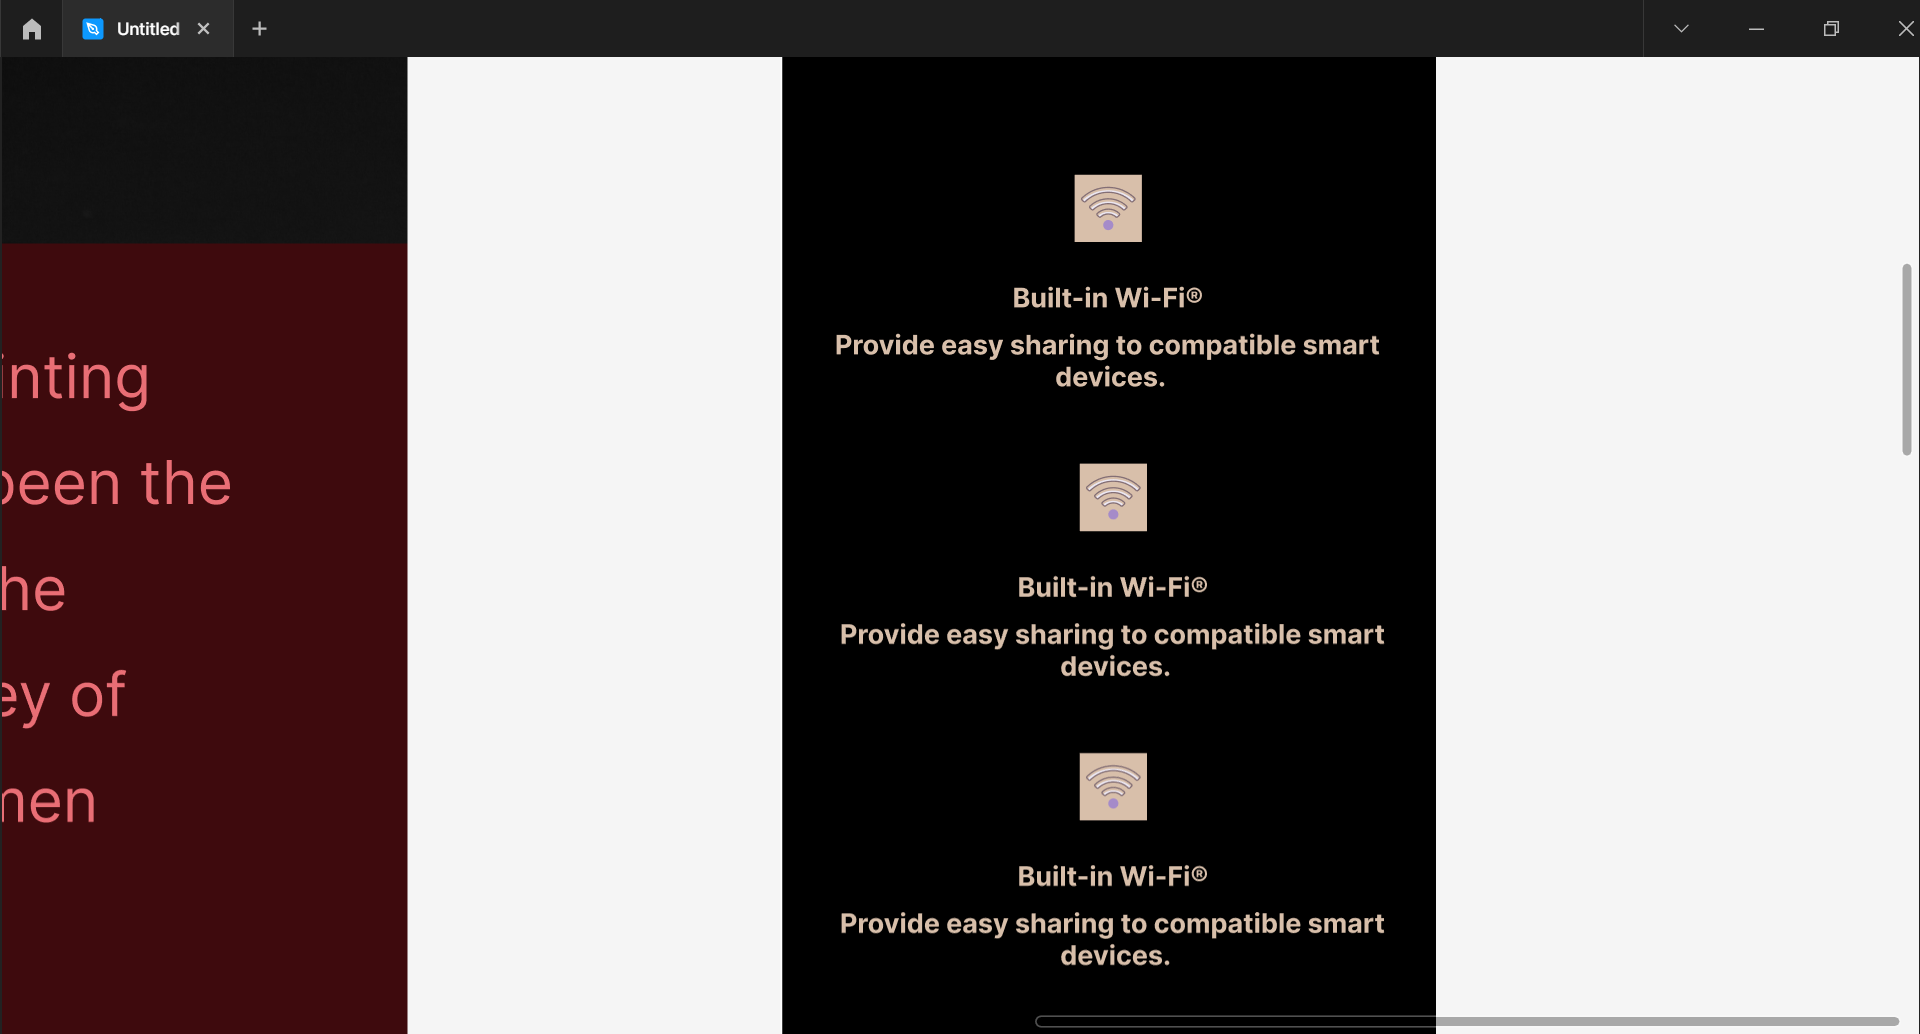 Untitled
inting
been the
he
ey of
men
Built-in Wi-Fi®
Provide easy sharing to compatible smart
devices.
Built-in Wi-Fi®
Provide easy sharing to compatible smart
devices.
Built-in Wi-Fi®
Provide easy sharing to compatible smart
devices.